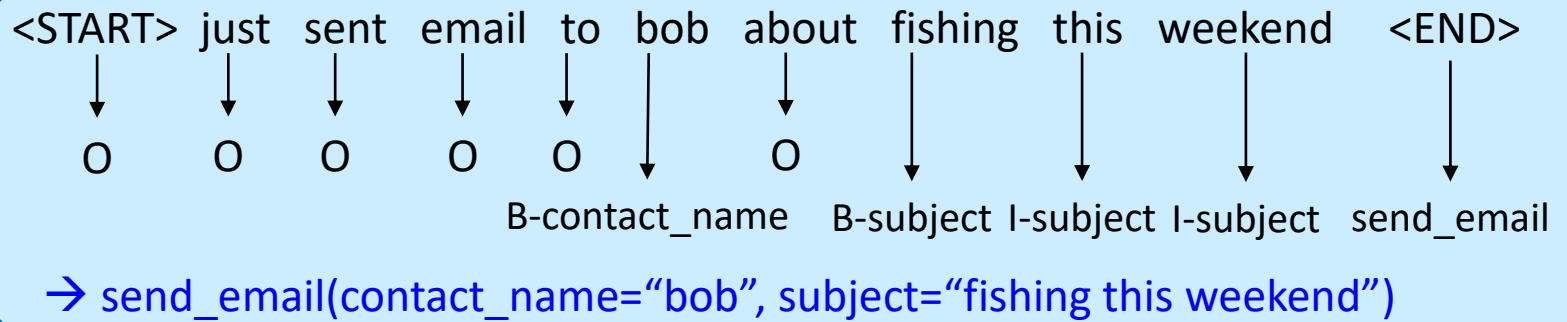 <START> just sent email to bob about fishing this weekend <END>
O O O O O O
B-contact_name B-subject I-subject I-subject send_email
→ send_email(contact_name=“bob”, subject=“fishing this weekend”)